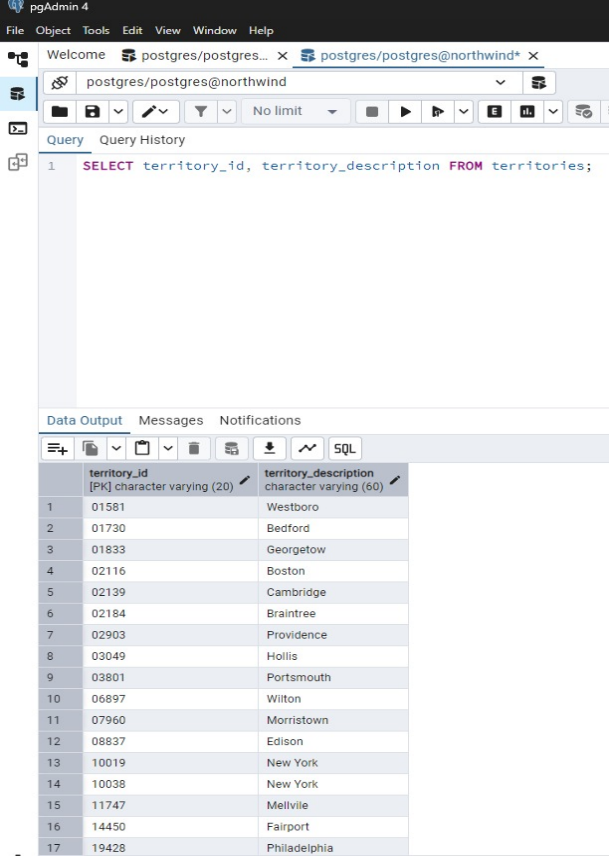 pgAdmin 4
File Object Tools Edit View Window Help
Welcome postgres/postgres... × postgres/postgres@northwind* ×
postgres/postgres@northwind
No limit E
Query Query History
1 SELECT territory_id, territory_description FROM territories;
Data Output Messages Notifications
SQL
territory_id territory_description
[PK] character varying (20) character varying (60)
1 01581 Westboro
2 01730 Bedford
3 01833 Georgetow
4 02116 Boston
5 02139 Cambridge
6 02184 Braintree
7 02903 Providence
8 03049 Hollis
9 03801 Portsmouth
10 06897 Wilton
11 07960 Morristown
12 08837 Edison
13 10019 New York
14 10038 New York
15 11747 Mellvile
16 14450 Fairport
17 19428 Philadelphia